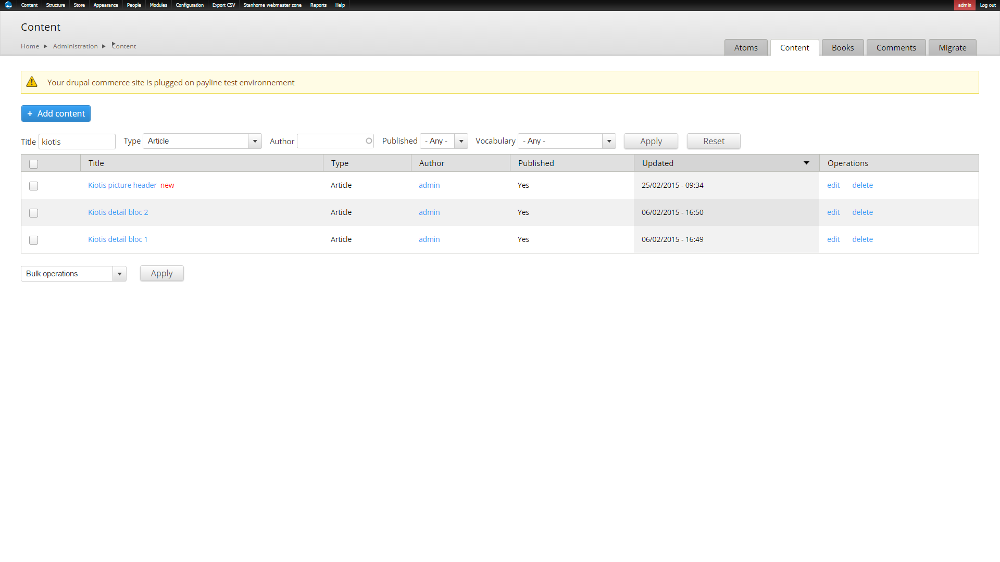 Content Structure Store Appearance People Modules Configuration Export CSV Stanhome webmaster zone Reports Help admin Log out
Content
Home Administration Content
Atoms Content Books Comments Migrate
Your drupal commerce site is plugged on payline test environnement
+ Add content
Title kiotis Type Article Author Published - Any - Vocabulary - Any - Apply Reset
Title Type Author Published Updated Operations
Kiotis picture header new Article admin Yes 25/02/2015 - 09:34 edit delete
Kiotis detail bloc 2 Article admin Yes 06/02/2015 - 16:50 edit delete
Kiotis detail bloc 1 Article admin Yes 06/02/2015 - 16:49 edit delete
Bulk operations Apply